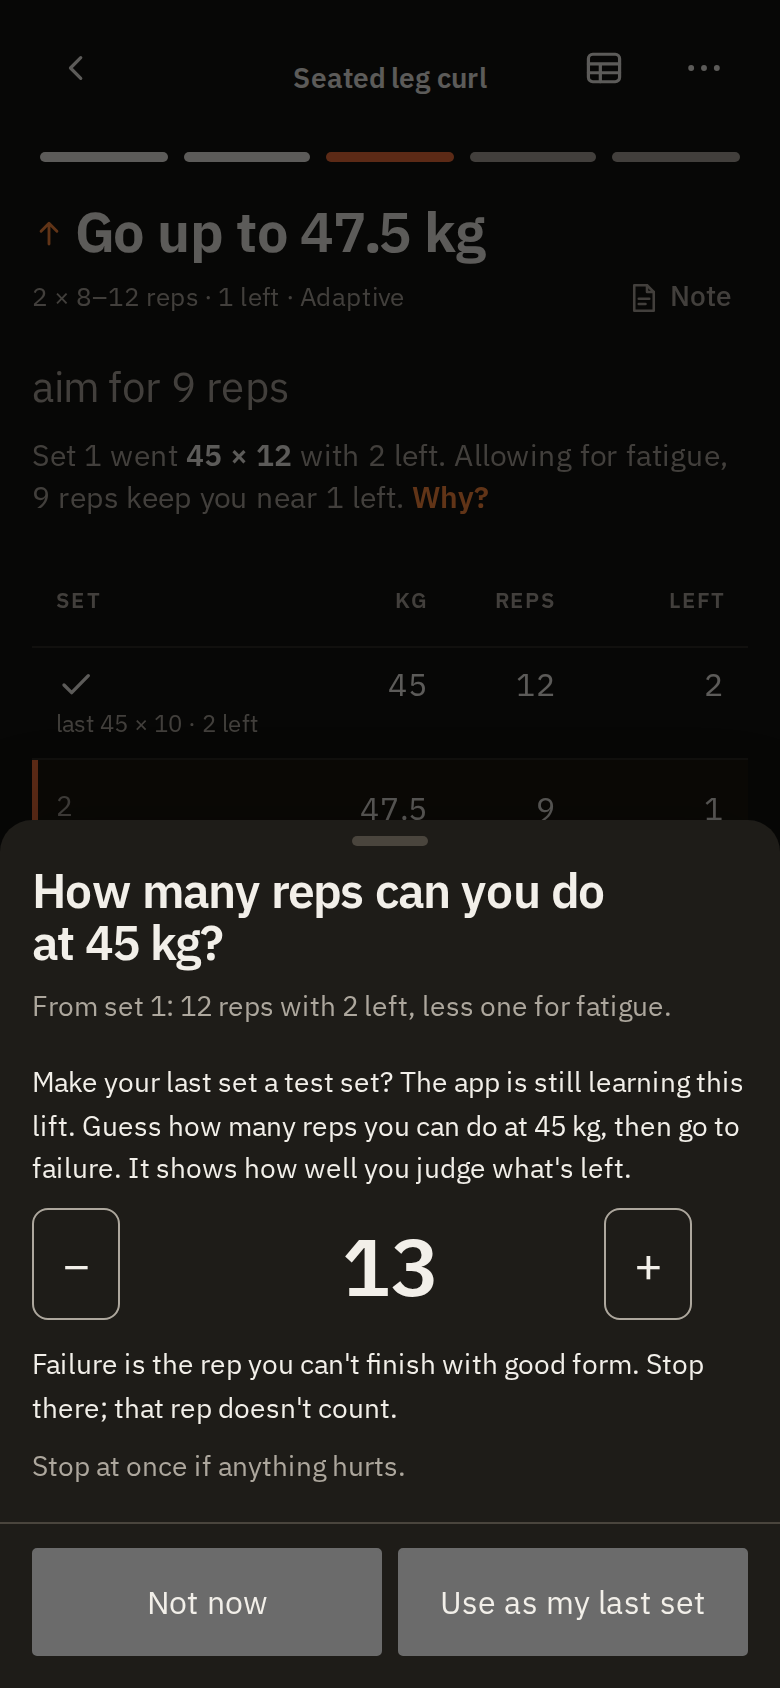 Seated leg curl
↑ Go up to 47.5 kg
2 × 8–12 reps · 1 left · Adaptive
Note
aim for 9 reps
Set 1 went 45 × 12 with 2 left. Allowing for fatigue,
9 reps keep you near 1 left. Why?
SET KG REPS LEFT
45 12 2
last 45 × 10 · 2 left
2 47.5 9 1
How many reps can you do
at 45 kg?
From set 1: 12 reps with 2 left, less one for fatigue.
Make your last set a test set? The app is still learning this
lift. Guess how many reps you can do at 45 kg, then go to
failure. It shows how well you judge what's left.
− 13 +
Failure is the rep you can't finish with good form. Stop
there; that rep doesn't count.
Stop at once if anything hurts.
Not now
Use as my last set